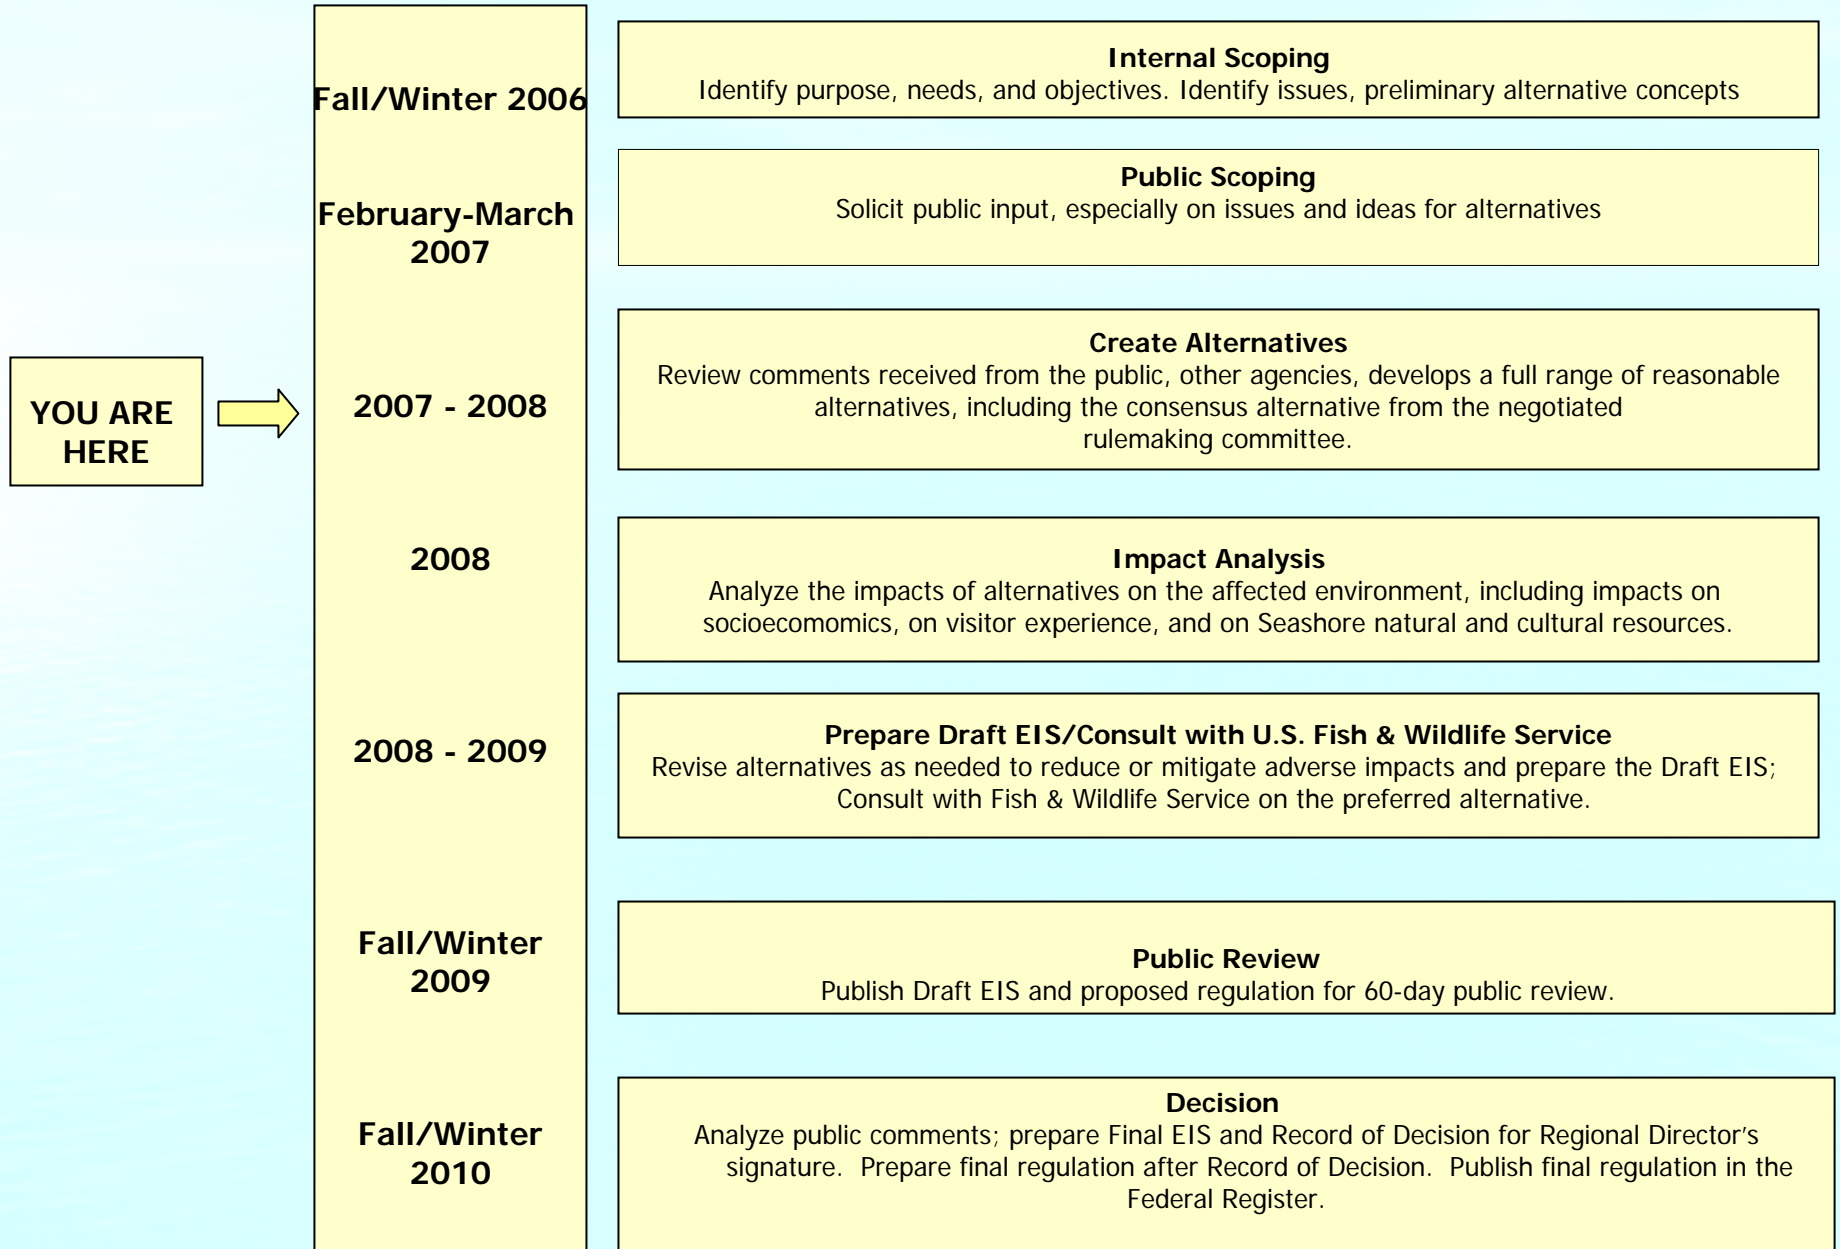 Fall/Winter 2006
Internal Scoping
Identify purpose, needs, and objectives. Identify issues, preliminary alternative concepts
February-March
2007
Public Scoping
Solicit public input, especially on issues and ideas for alternatives
YOU ARE
HERE
2007 - 2008
Create Alternatives
Review comments received from the public, other agencies, develops a full range of reasonable
alternatives, including the consensus alternative from the negotiated
rulemaking committee.
2008
Impact Analysis
Analyze the impacts of alternatives on the affected environment, including impacts on
socioecomomics, on visitor experience, and on Seashore natural and cultural resources.
2008 - 2009
Prepare Draft EIS/Consult with U.S. Fish & Wildlife Service
Revise alternatives as needed to reduce or mitigate adverse impacts and prepare the Draft EIS;
Consult with Fish & Wildlife Service on the preferred alternative.
Fall/Winter
2009
Public Review
Publish Draft EIS and proposed regulation for 60-day public review.
Fall/Winter
2010
Decision
Analyze public comments; prepare Final EIS and Record of Decision for Regional Director's
signature.  Prepare final regulation after Record of Decision.  Publish final regulation in the
Federal Register.